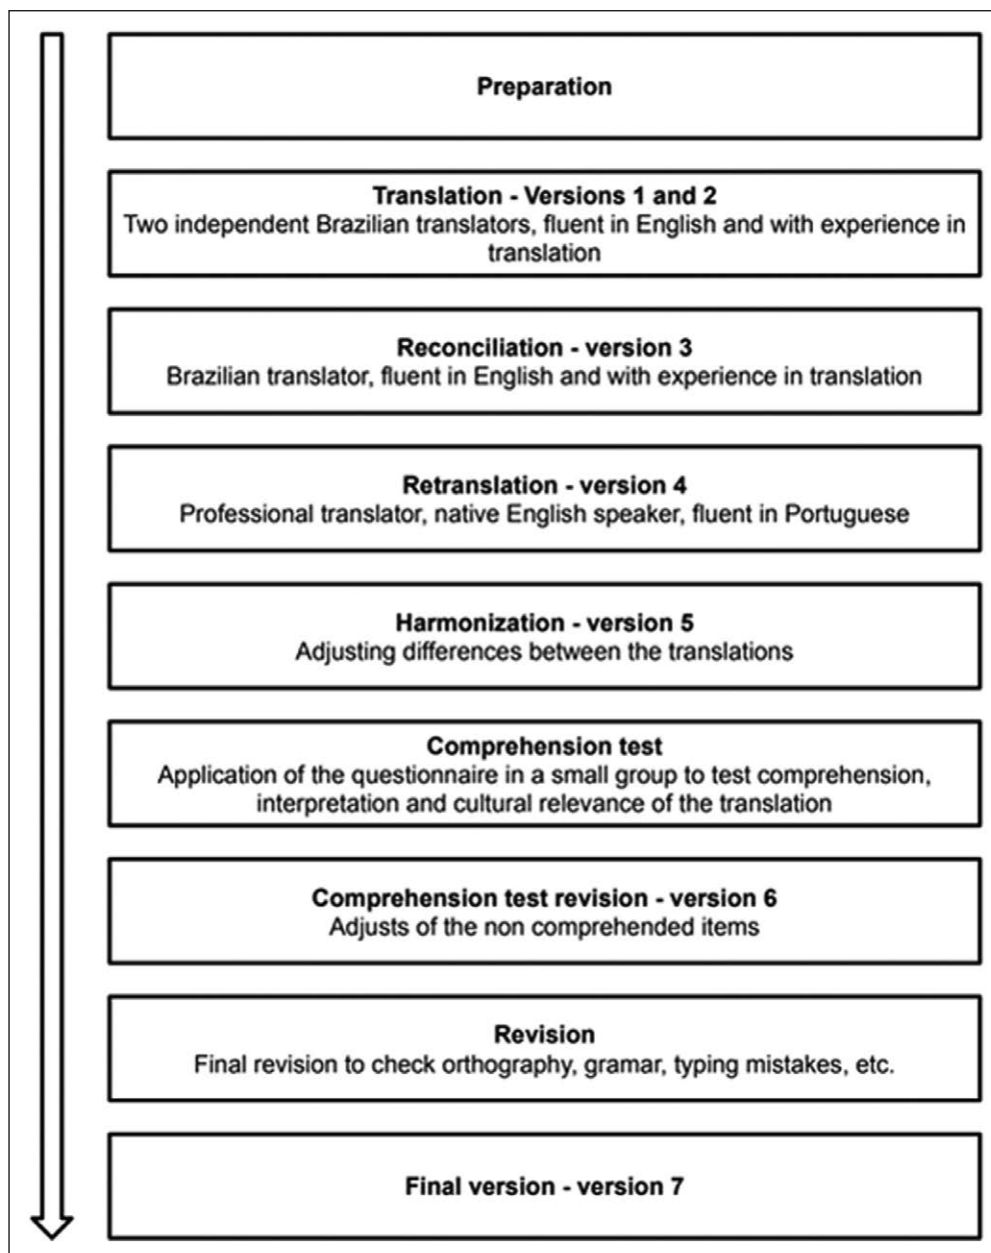 Preparation
Translation - Versions 1 and 2
Two independent Brazilian translators, fluent in English and with experience in
translation
Reconciliation - version 3
Brazilian translator, fluent in English and with experience in translation
Retranslation - version 4
Professional translator, native English speaker, fluent in Portuguese
Harmonization - version 5
Adjusting differences between the translations
Comprehension test
Application of the questionnaire in a small group to test comprehension,
interpretation and cultural relevance of the translation
Comprehension test revision - version 6
Adjusts of the non comprehended items
Revision
Final revision to check orthography, gramar, typing mistakes, etc.
Final version - version 7